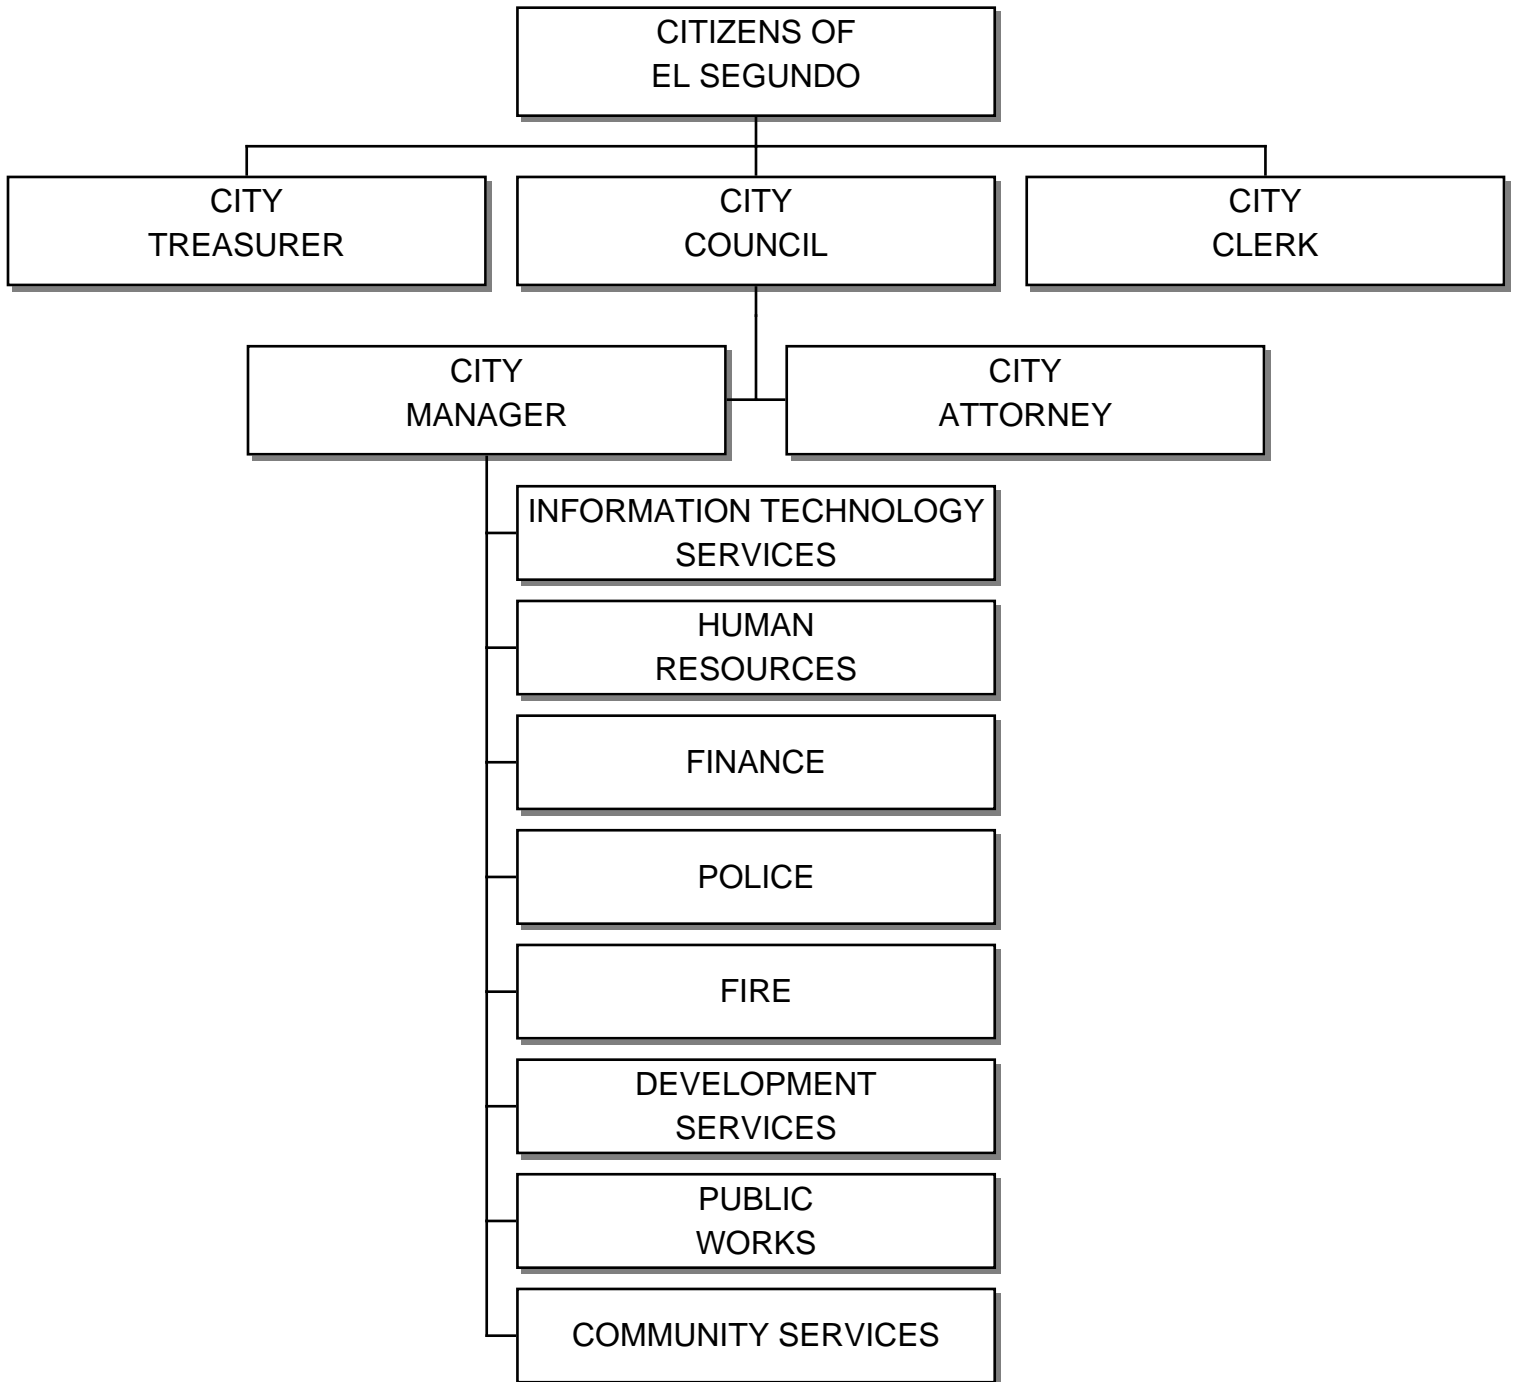 CITIZENS OF
EL SEGUNDO
CITY
TREASURER
CITY
COUNCIL
CITY
CLERK
CITY
MANAGER
CITY
ATTORNEY
INFORMATION TECHNOLOGY
SERVICES
HUMAN
RESOURCES
FINANCE
POLICE
FIRE
DEVELOPMENT
SERVICES
PUBLIC
WORKS
COMMUNITY SERVICES